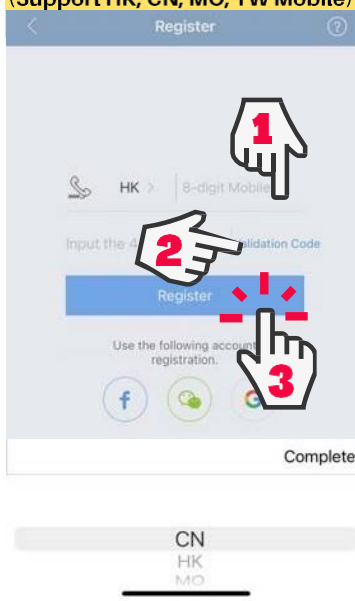 (Support HK, CN, MO, TW Mobile)
Register
1
HK
8-digit Mobile
Input the 4
2
Validation Code
Register
Use the following account
registration.
3
f
G
Complete
CN
HK
MO